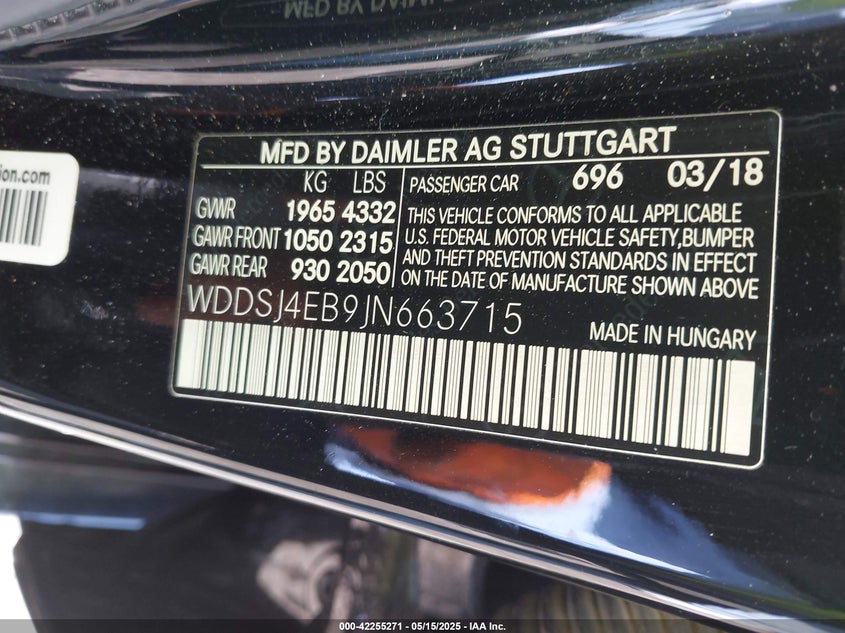 MFD BY DAIMLER AG STUTTGART
KG LBS
GVWR 1965 4332
GAWR FRONT 1050 2315
GAWR REAR 930 2050
PASSENGER CAR 696 03/18
THIS VEHICLE CONFORMS TO ALL APPLICABLE
U.S. FEDERAL MOTOR VEHICLE SAFETY, BUMPER
AND THEFT PREVENTION STANDARDS IN EFFECT
ON THE DATE OF MANUFACTURE SHOWN ABOVE
WDDSJ4EB9JN663715
MADE IN HUNGARY
ion.com
000-42255271 - 05/15/2025 - IAA Inc.